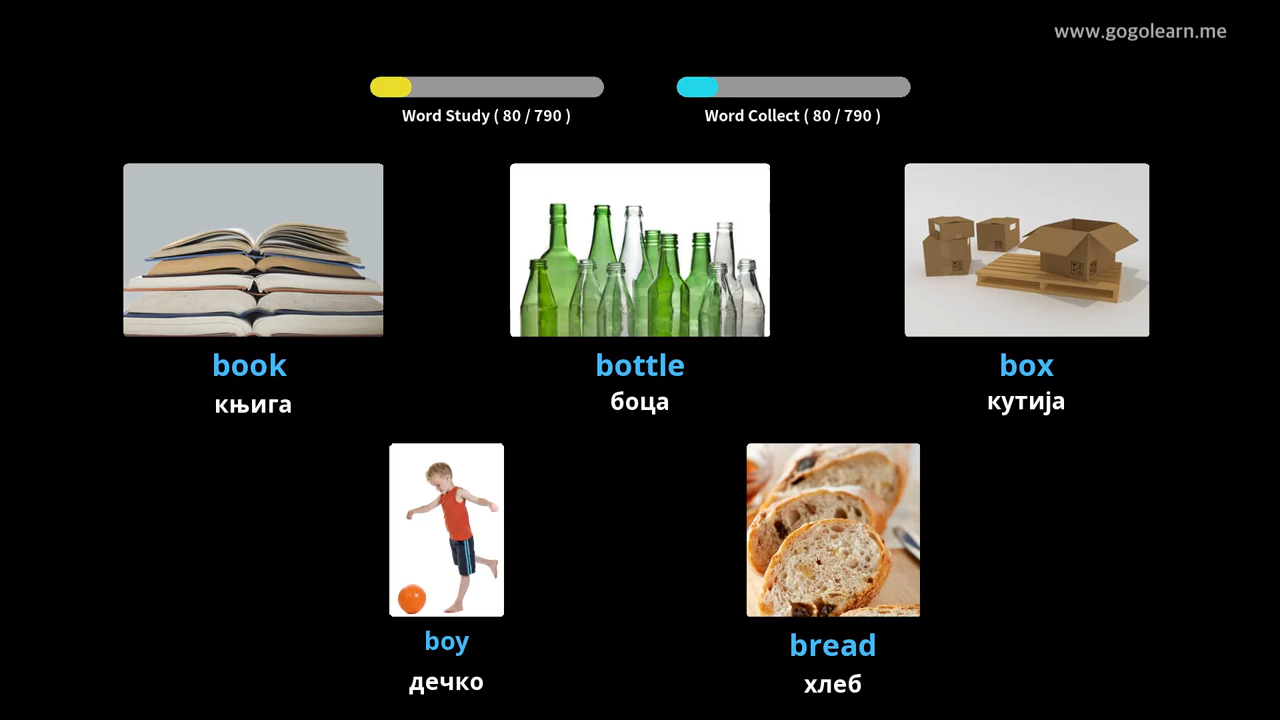 www.gogolearn.me
Word Study ( 80 / 790 )
Word Collect ( 80 / 790 )
book
књига
bottle
боца
box
кутија
boy
дечко
bread
хлеб